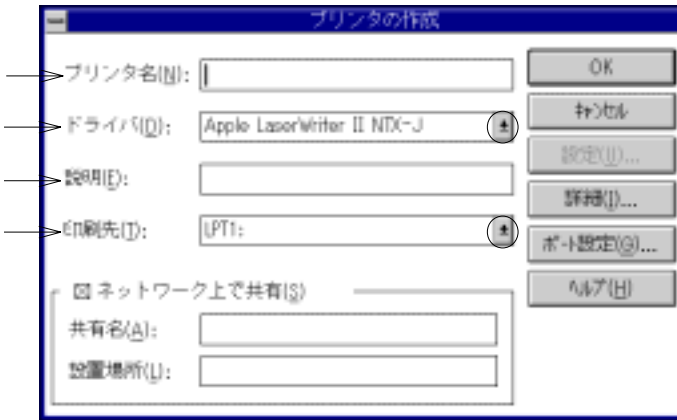 プリンタの作成
プリンタ名(N):
OK
ドライバ(D): Apple LaserWriter II NTX-J
キャンセル
設定(U)...
説明(E):
詳細(I)...
印刷先(T): LPT1:
ポート設定(G)...
ネットワーク上で共有(S)
ヘルプ(H)
共有名(A):
設置場所(L):